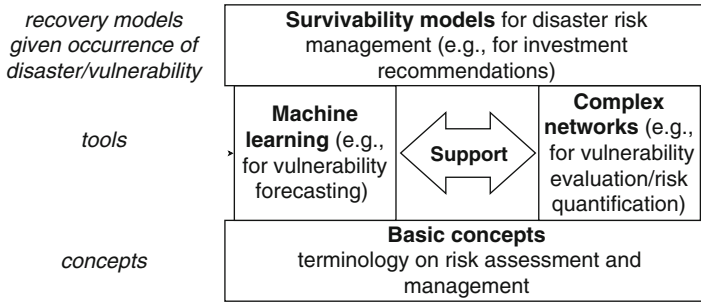 recovery models
given occurrence of
disaster/vulnerability
Survivability models for disaster risk
management (e.g., for investment
recommendations)
tools
Machine
learning (e.g.,
for vulnerability
forecasting)
Support
Complex
networks (e.g.,
for vulnerability
evaluation/risk
quantification)
concepts
Basic concepts
terminology on risk assessment and
management